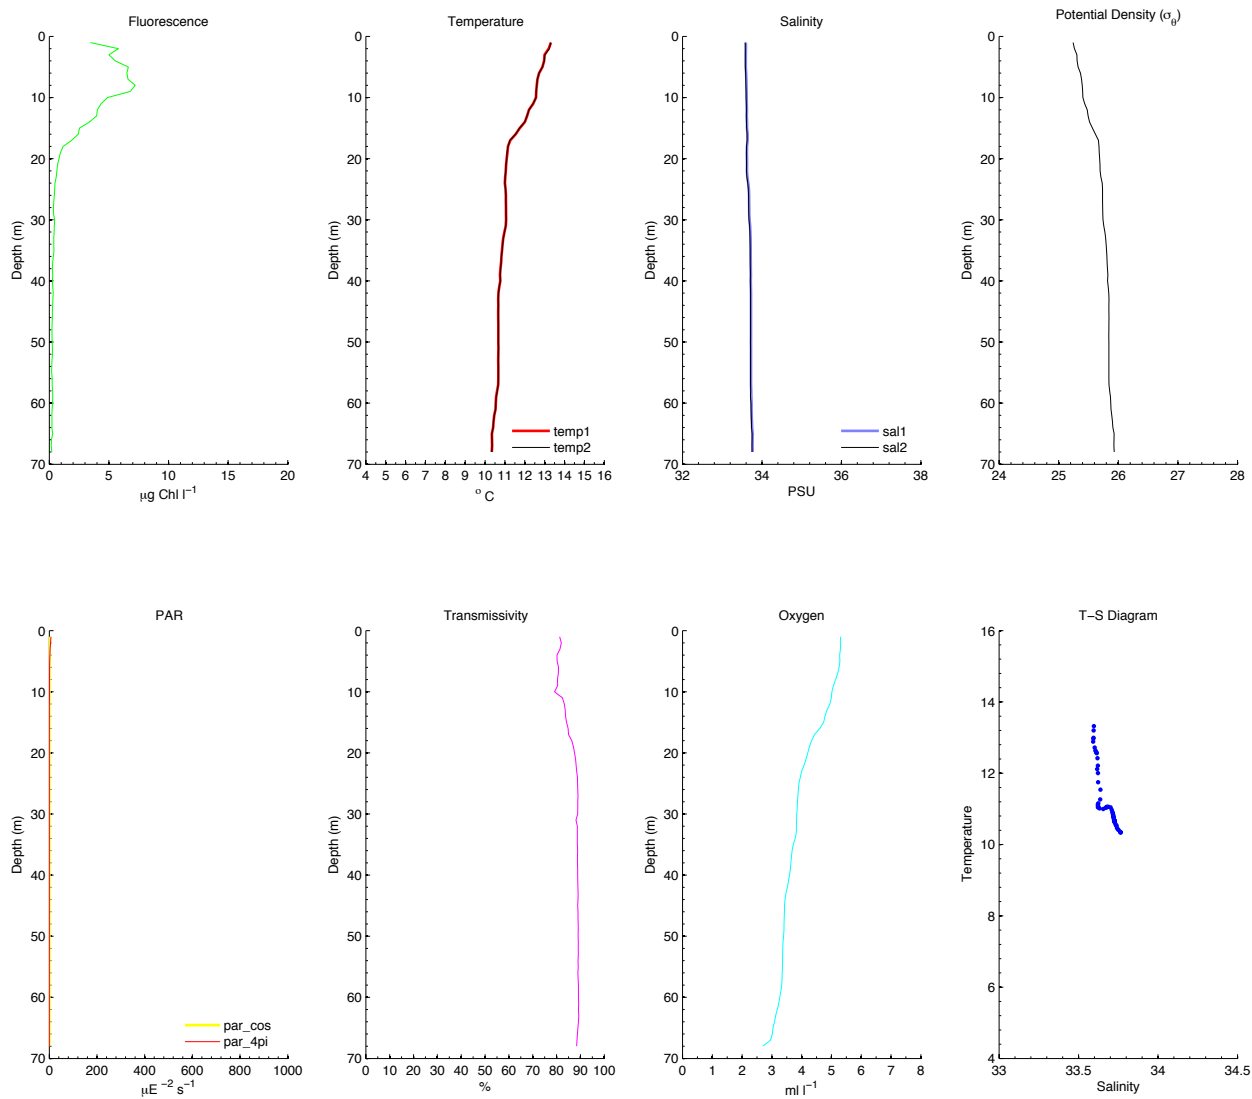 Fluorescence
0
10
20
30
40
50
60
70
Depth (m)
0 5 10 15 20
μg Chl l⁻¹
Temperature
0
10
20
30
40
50
60
70
Depth (m)
temp1
temp2
4 5 6 7 8 9 10 11 12 13 14 15 16
° C
Salinity
0
10
20
30
40
50
60
70
Depth (m)
sal1
sal2
32 34 36 38
PSU
Potential Density (σθ)
0
10
20
30
40
50
60
70
Depth (m)
24 25 26 27 28
PAR
0
10
20
30
40
50
60
70
Depth (m)
par_cos
par_4pi
0 200 400 600 800 1000
μE ⁻² s⁻¹
Transmissivity
0
10
20
30
40
50
60
70
Depth (m)
0 10 20 30 40 50 60 70 80 90 100
%
Oxygen
0
10
20
30
40
50
60
70
Depth (m)
0 1 2 3 4 5 6 7 8
ml l⁻¹
T−S Diagram
16
14
12
10
8
6
4
Temperature
33 33.5 34 34.5
Salinity